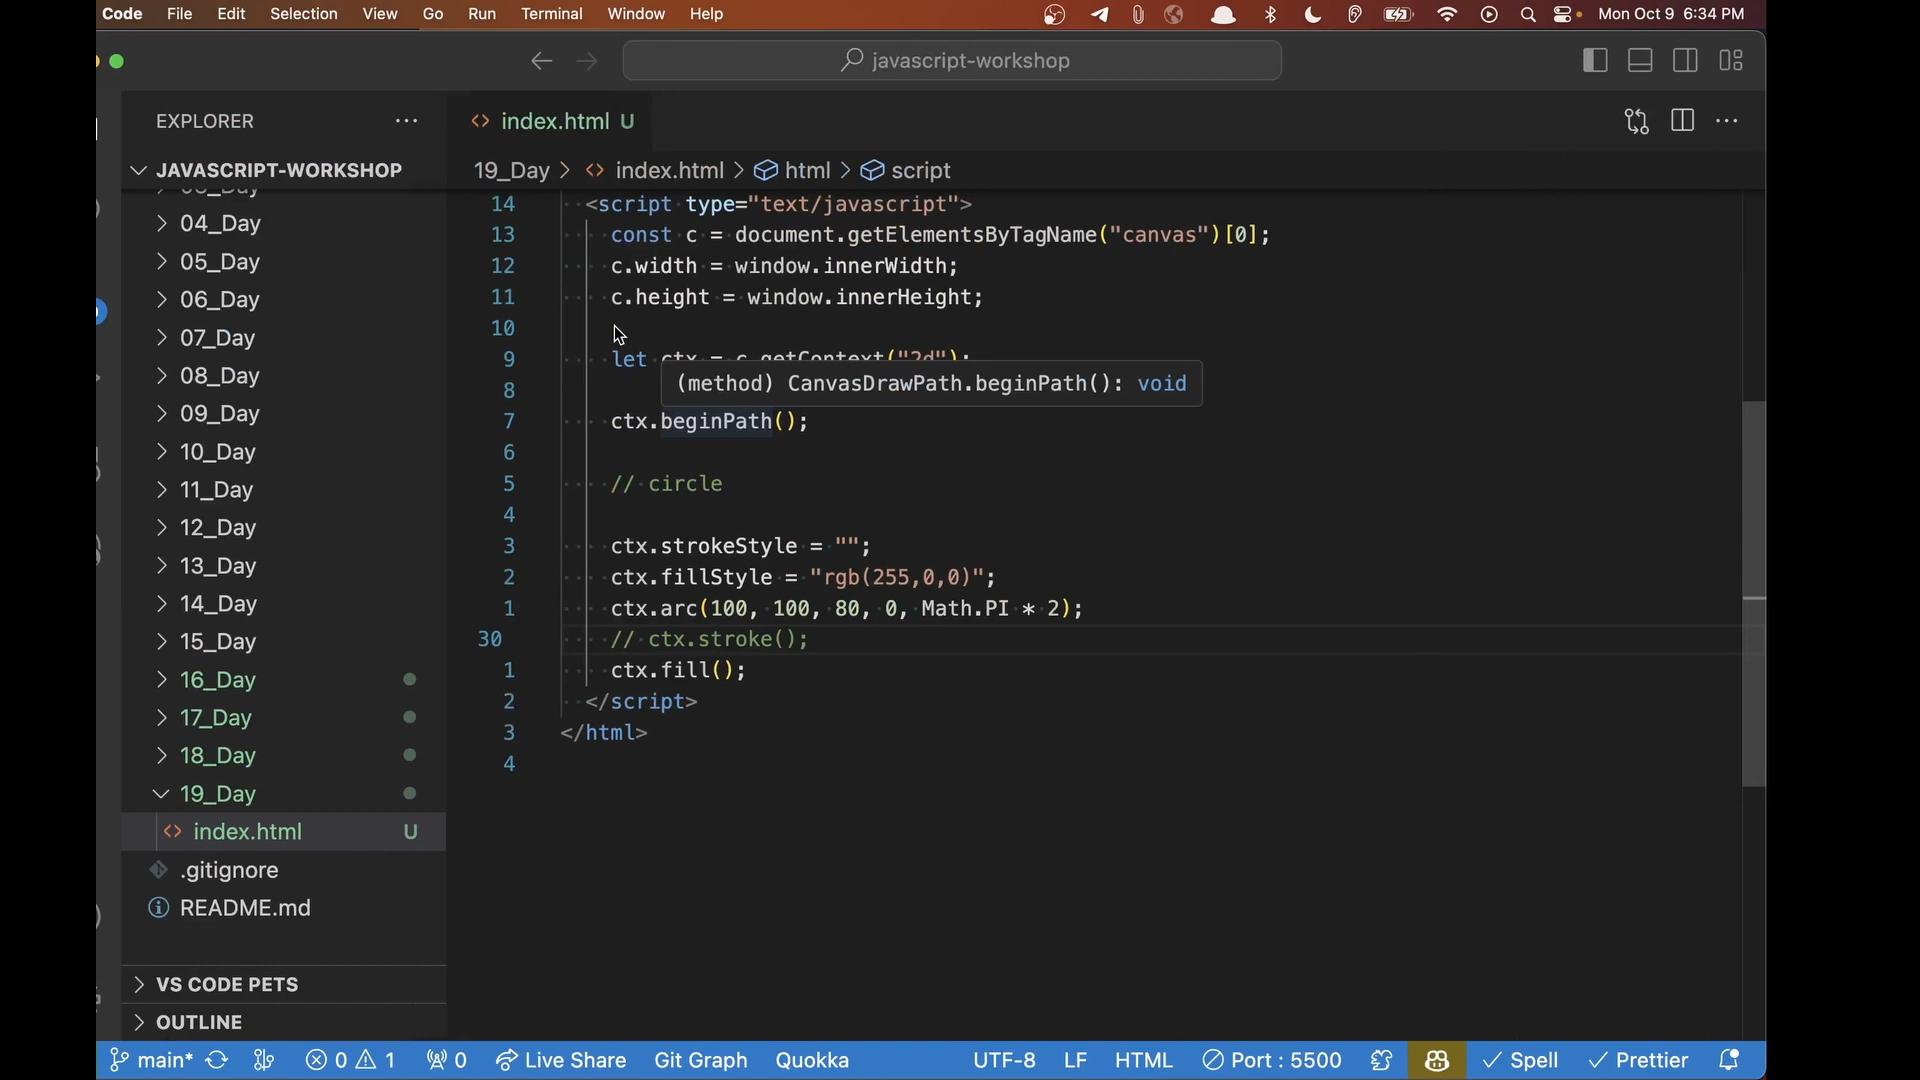 Code File Edit Selection View Go Run Terminal Window Help Mon Oct 9 6:34 PM
javascript-workshop
EXPLORER
index.html U
JAVASCRIPT-WORKSHOP
19_Day > index.html > html > script
04_Day
05_Day
06_Day
07_Day
08_Day
09_Day
10_Day
11_Day
12_Day
13_Day
14_Day
15_Day
16_Day
17_Day
18_Day
19_Day
index.html U
.gitignore
README.md
VS CODE PETS
OUTLINE
14 <script type="text/javascript">
13 const c = document.getElementsByTagName("canvas")[0];
12 c.width = window.innerWidth;
11 c.height = window.innerHeight;
10
9 let ctx = c.getContext("2d");
(method) CanvasDrawPath.beginPath(): void
8
7 ctx.beginPath();
6
5 // circle
4
3 ctx.strokeStyle = "";
2 ctx.fillStyle = "rgb(255,0,0)";
1 ctx.arc(100, 100, 80, 0, Math.PI * 2);
30 // ctx.stroke();
1 ctx.fill();
2 </script>
3 </html>
4
main* 0 1 0 Live Share Git Graph Quokka UTF-8 LF HTML Port : 5500 Spell Prettier